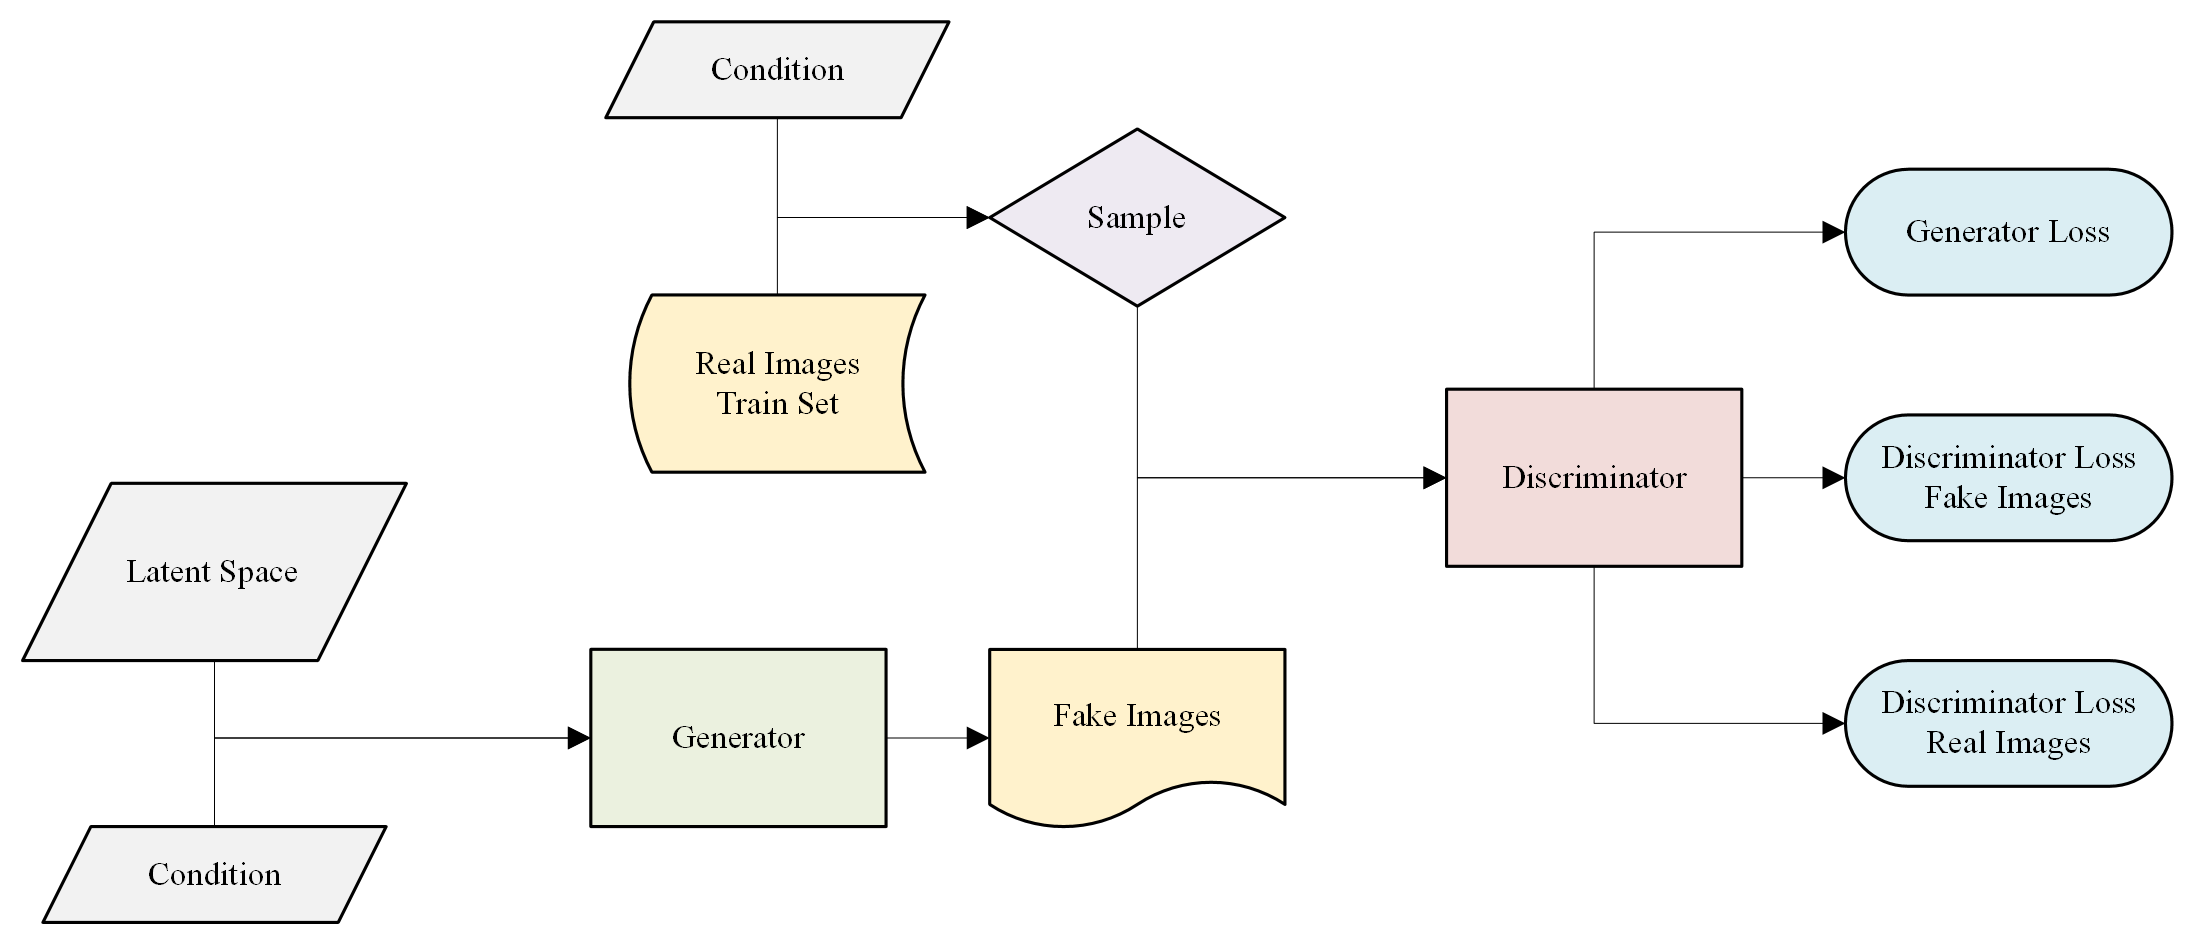 Condition
Sample
Generator Loss
Real Images
Train Set
Discriminator
Discriminator Loss
Fake Images
Latent Space
Generator
Fake Images
Discriminator Loss
Real Images
Condition